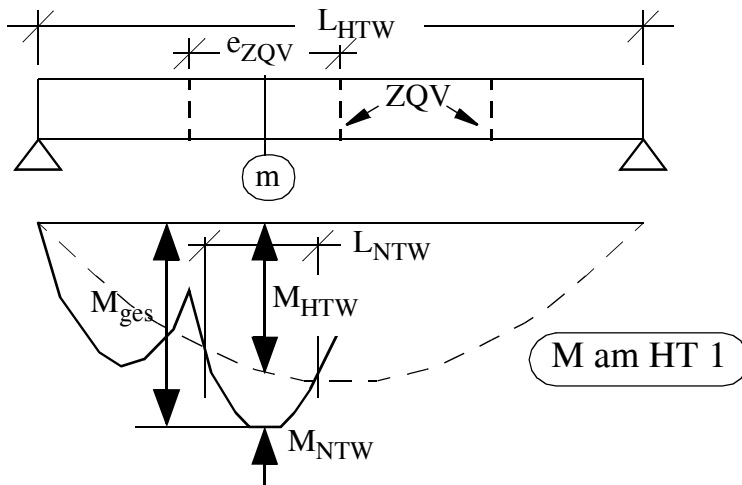 L_HTW
e_ZQV
ZQV
m
L_NTW
M_ges
M_HTW
M am HT 1
M_NTW